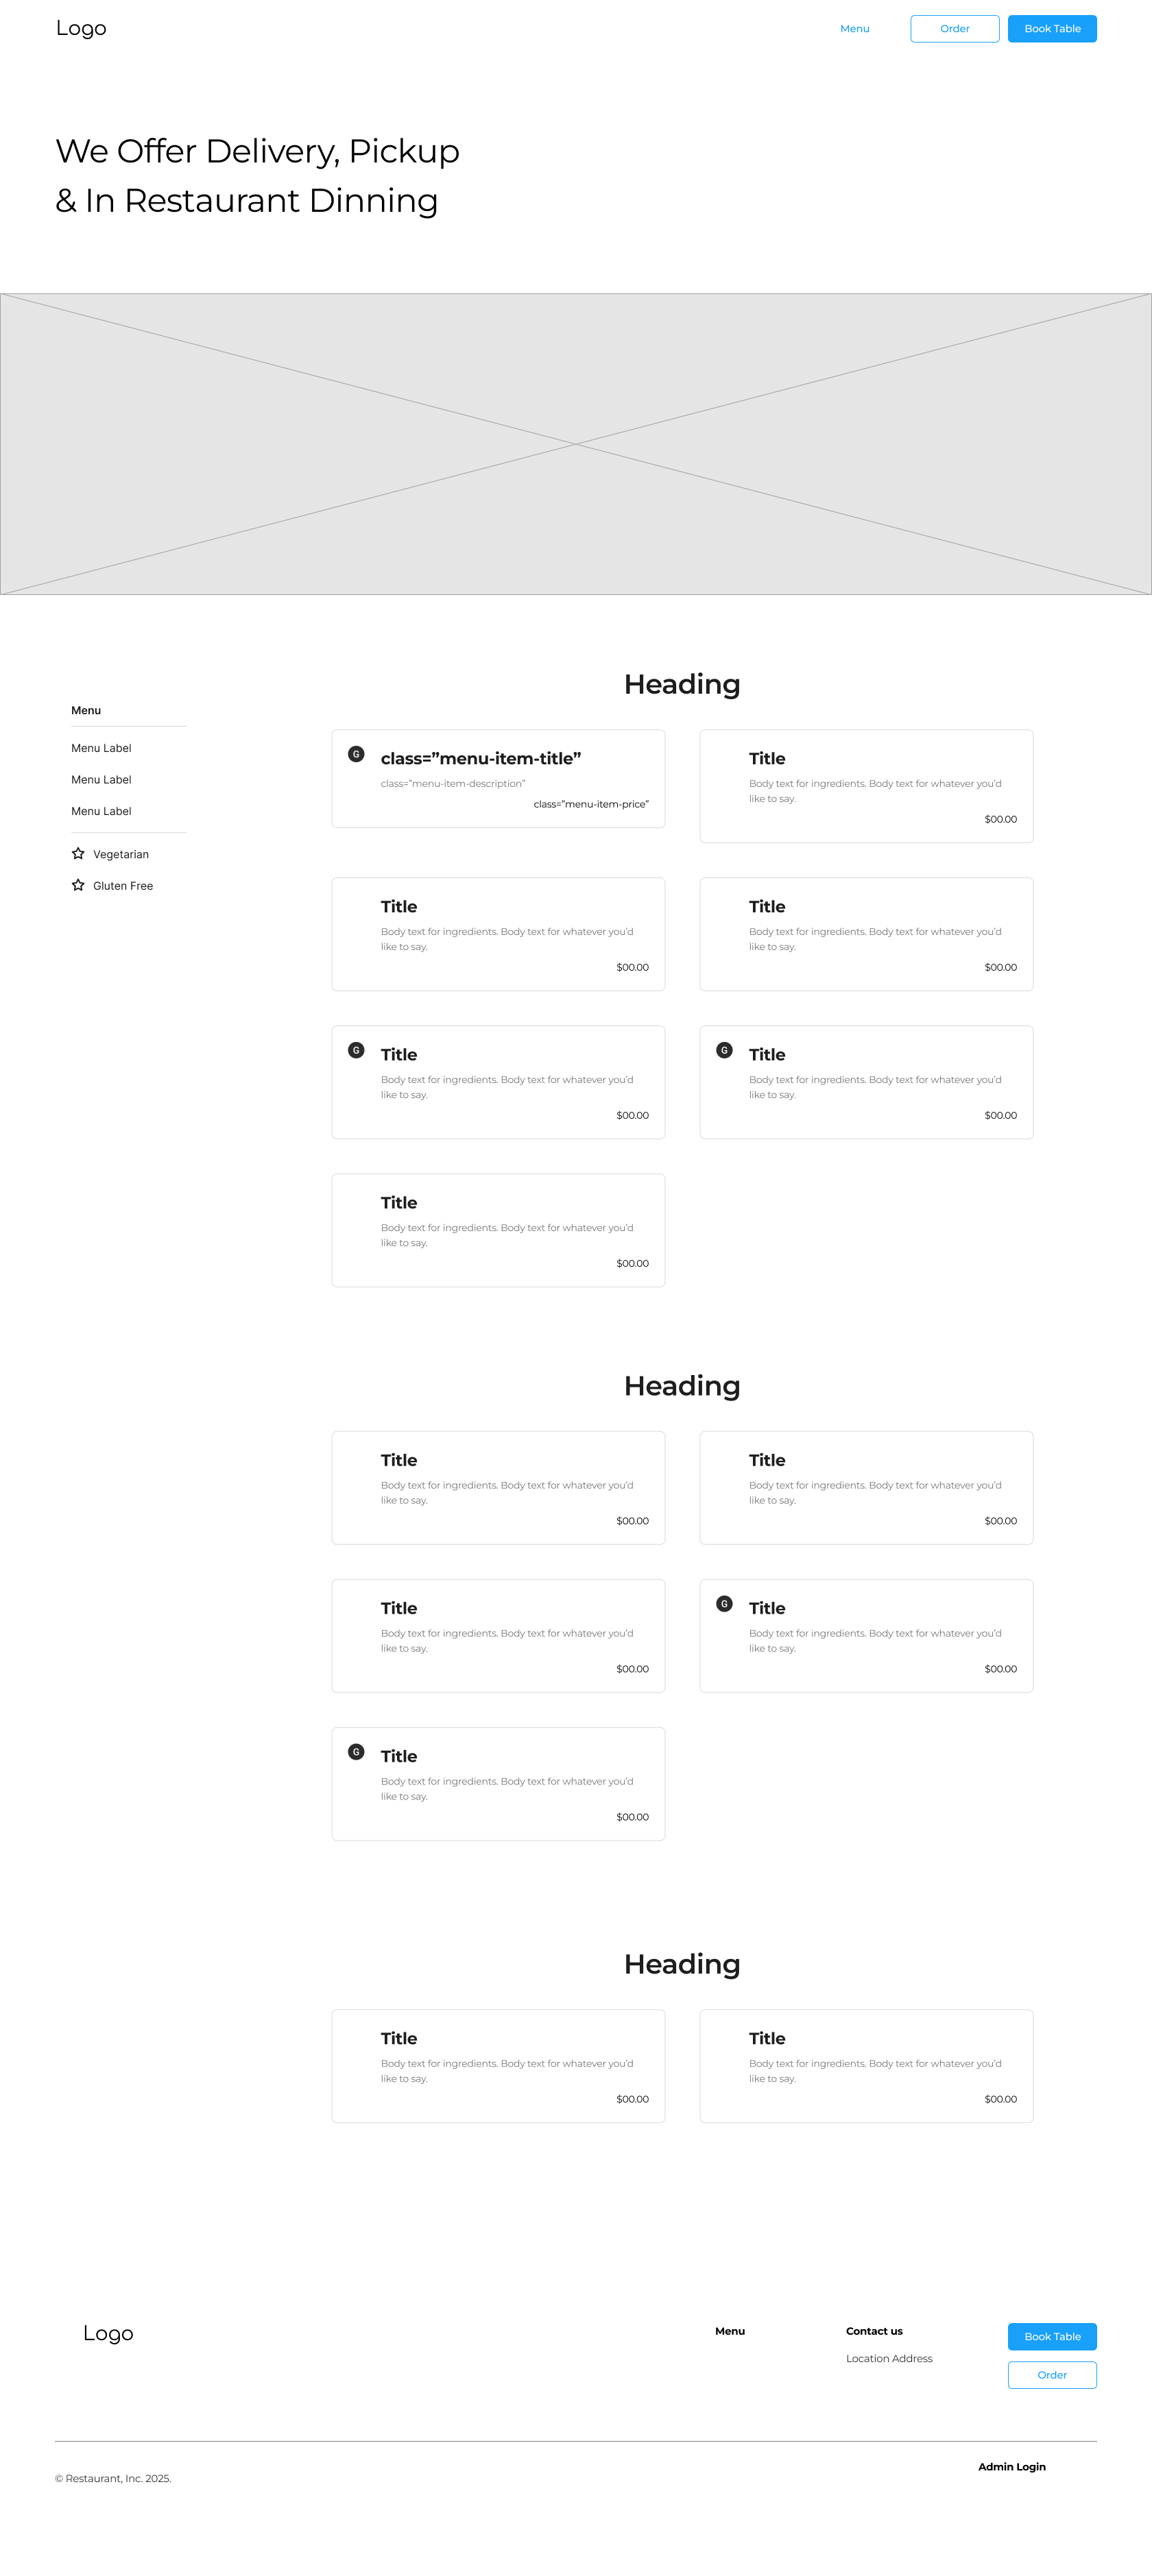 Logo
Menu
Order
Book Table
We Offer Delivery, Pickup
& In Restaurant Dinning
Menu
Menu Label
Menu Label
Menu Label
Vegetarian
Gluten Free
Heading
G
class=”menu-item-title”
class=”menu-item-description”
class=”menu-item-price”
Title
Body text for ingredients. Body text for whatever you’d
like to say.
$00.00
Title
Body text for ingredients. Body text for whatever you’d
like to say.
$00.00
Title
Body text for ingredients. Body text for whatever you’d
like to say.
$00.00
G
Title
Body text for ingredients. Body text for whatever you’d
like to say.
$00.00
G
Title
Body text for ingredients. Body text for whatever you’d
like to say.
$00.00
Title
Body text for ingredients. Body text for whatever you’d
like to say.
$00.00
Heading
Title
Body text for ingredients. Body text for whatever you’d
like to say.
$00.00
Title
Body text for ingredients. Body text for whatever you’d
like to say.
$00.00
Title
Body text for ingredients. Body text for whatever you’d
like to say.
$00.00
G
Title
Body text for ingredients. Body text for whatever you’d
like to say.
$00.00
G
Title
Body text for ingredients. Body text for whatever you’d
like to say.
$00.00
Heading
Title
Body text for ingredients. Body text for whatever you’d
like to say.
$00.00
Title
Body text for ingredients. Body text for whatever you’d
like to say.
$00.00
Logo
Menu
Contact us
Location Address
Book Table
Order
Admin Login
© Restaurant, Inc. 2025.